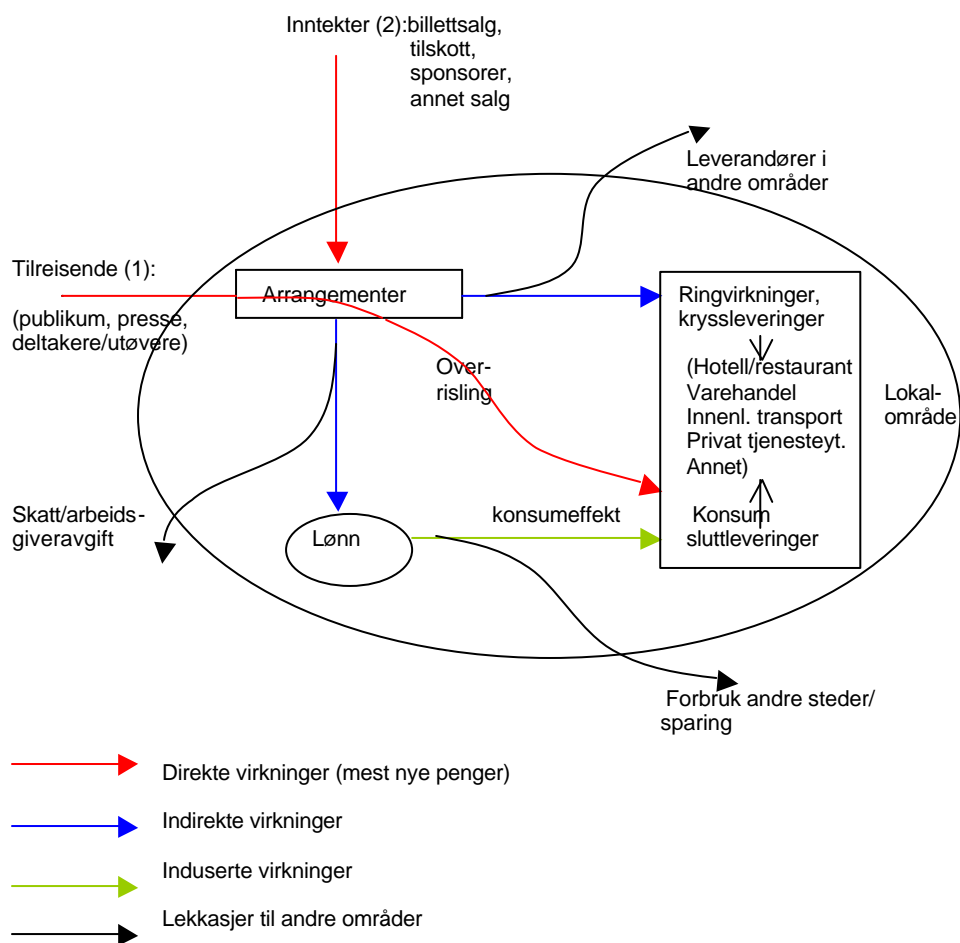 Inntekter (2):billettsalg,
tilskott,
sponsorer,
annet salg
Leverandører i
andre områder
Tilreisende (1):
(publikum, presse,
deltakere/utøvere)
Arrangementer
Ringvirkninger,
kryssleveringer
(Hotell/restaurant
Varehandel
Innenl. transport
Privat tjenesteyt.
Annet)
Konsum
sluttleveringer
Lokal-
område
Over-
risling
Skatt/arbeids-
giveravgift
Lønn
konsumeffekt
Forbruk andre steder/
sparing
Direkte virkninger (mest nye penger)
Indirekte virkninger
Induserte virkninger
Lekkasjer til andre områder